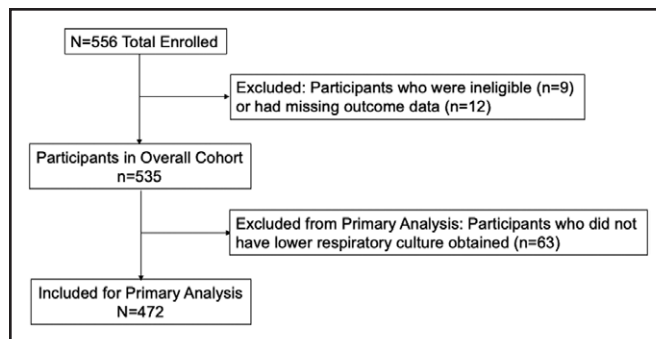 N=556 Total Enrolled
Excluded: Participants who were ineligible (n=9)
or had missing outcome data (n=12)
Participants in Overall Cohort
n=535
Excluded from Primary Analysis: Participants who did not
have lower respiratory culture obtained (n=63)
Included for Primary Analysis
N=472